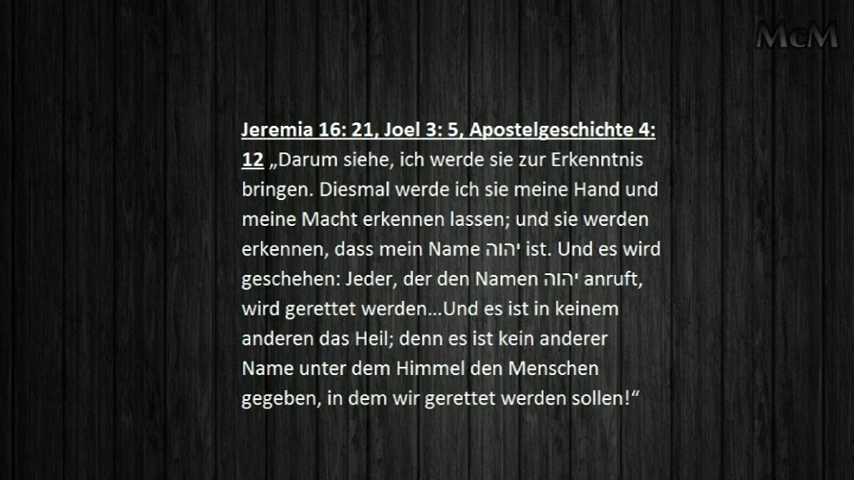 McM
Jeremia 16: 21, Joel 3: 5, Apostelgeschichte 4:
12 „Darum siehe, ich werde sie zur Erkenntnis
bringen. Diesmal werde ich sie meine Hand und
meine Macht erkennen lassen; und sie werden
erkennen, dass mein Name יהוה ist. Und es wird
geschehen: Jeder, der den Namen יהוה anruft,
wird gerettet werden...Und es ist in keinem
anderen das Heil; denn es ist kein anderer
Name unter dem Himmel den Menschen
gegeben, in dem wir gerettet werden sollen!“